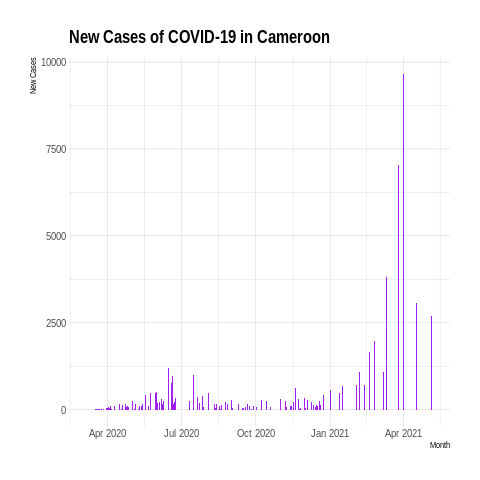 New Cases of COVID-19 in Cameroon
New Cases
10000
7500
5000
2500
0
Apr 2020 Jul 2020 Oct 2020 Jan 2021 Apr 2021
Month